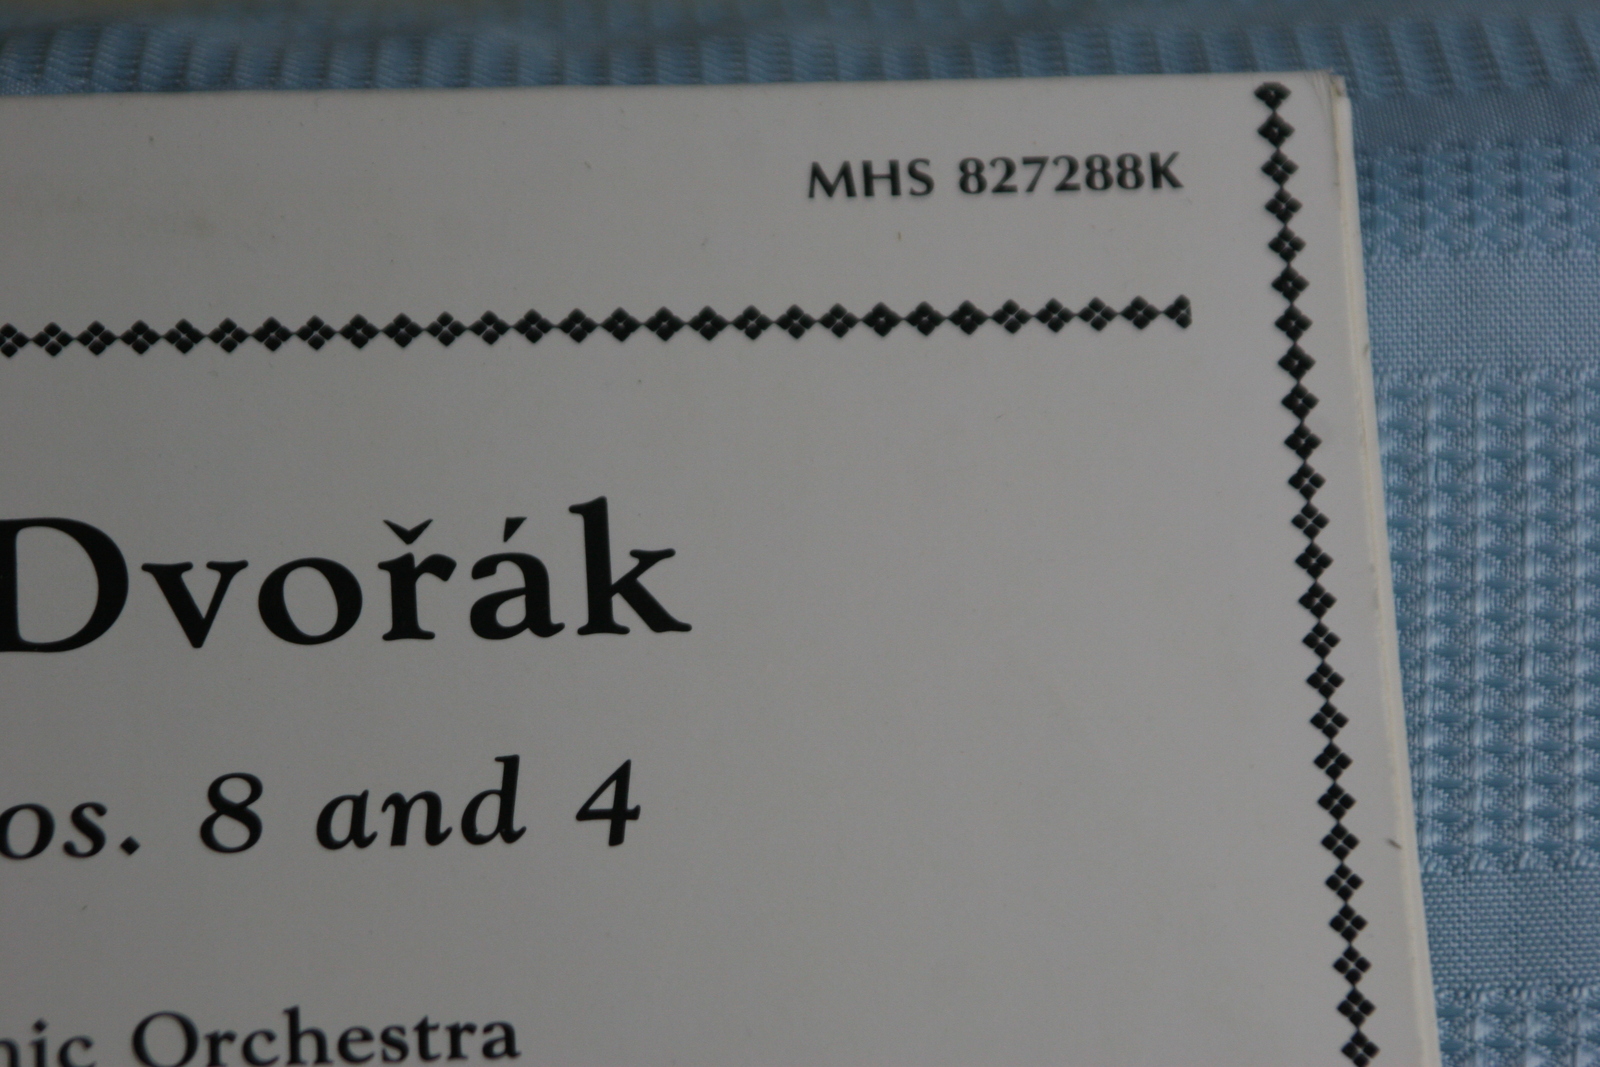 MHS 827288K
Dvořák
os. 8 and 4
nic Orchestra